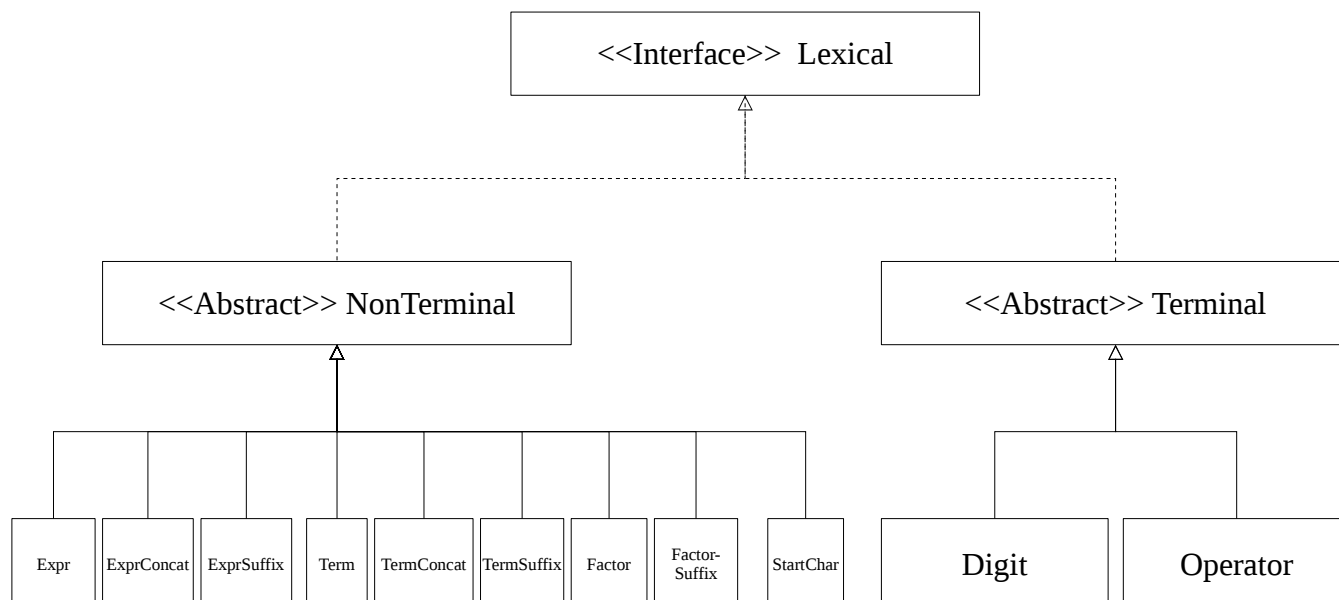 <<Interface>> Lexical
<<Abstract>> NonTerminal
<<Abstract>> Terminal
Expr
ExprConcat
ExprSuffix
Term
TermConcat
TermSuffix
Factor
Factor-
Suffix
StartChar
Digit
Operator